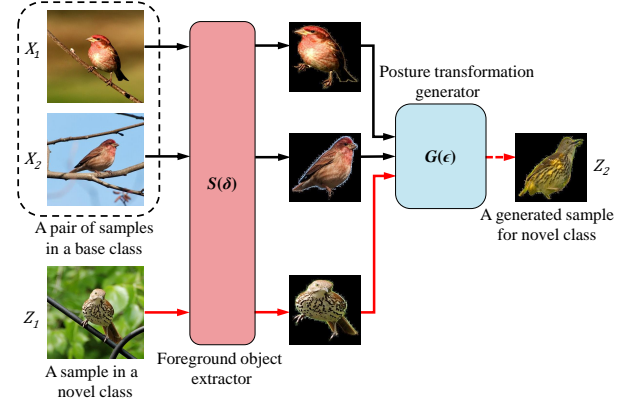 X1
X2
A pair of samples
in a base class
Z1
A sample in a
novel class
S(δ)
Foreground object
extractor
Posture transformation
generator
G(ϵ)
Z2
A generated sample
for novel class